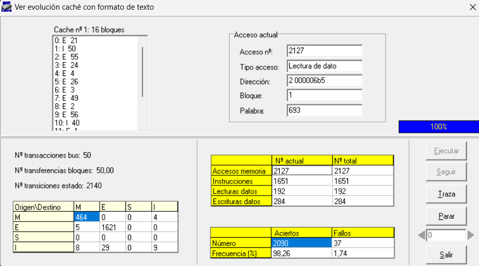 Ver evolución caché con formato de texto
Cache nº 1: 16 bloques
0: E 21
1: I 50
2: E 55
3: E 24
4: E 4
5: E 26
6: E 3
7: E 49
8: E 2
9: E 56
10: I 40
Acceso actual
Acceso nº: 2127
Tipo acceso: Lectura de dato
Dirección: 2 000006b5
Bloque: 1
Palabra: 693
100%
Nº transacciones bus: 50
Nº transferencias bloques: 50,00
Nº transiciones estado: 2140
Origen\Destino M E S I
M 464 0 0 4
E 5 1621 0 0
S 0 0 0 0
I 8 29 0 9
Nº actual Nº total
Accesos memoria 2127 2127
Instrucciones 1651 1651
Lecturas datos 192 192
Escrituras datos 284 284
Aciertos Fallos
Número 2090 37
Frecuencia (%) 98,26 1,74
Ejecutar
Seguir
Traza
Parar
0
Salir